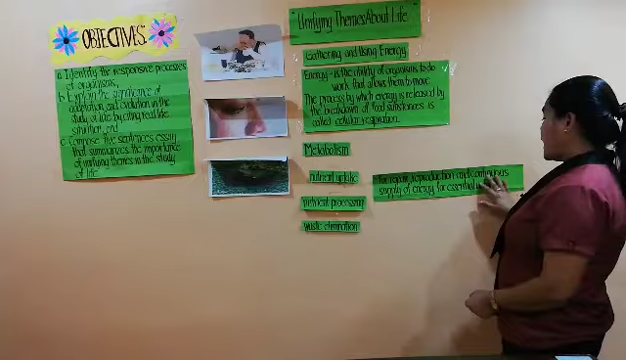 OBJECTIVES:
a. Identify the responsive processes
of organisms,
b. Explain the significance of
adaptation and evolution in the
study of life by citing real life
situation, and
c. Compose five sentences essay
that summarizes the importance
of unifying themes in the study
of life.
"Unifying Themes About Life"
Gathering and Using Energy
Energy - is the ability of organisms to do
work that allows them to move.
The process by which energy is released by
the breakdown of food substances is
called cellular respiration.
Metabolism
nutrient uptake
nutrient processing
waste elimination
For repair, reproduction and continuous
supply of energy for essential